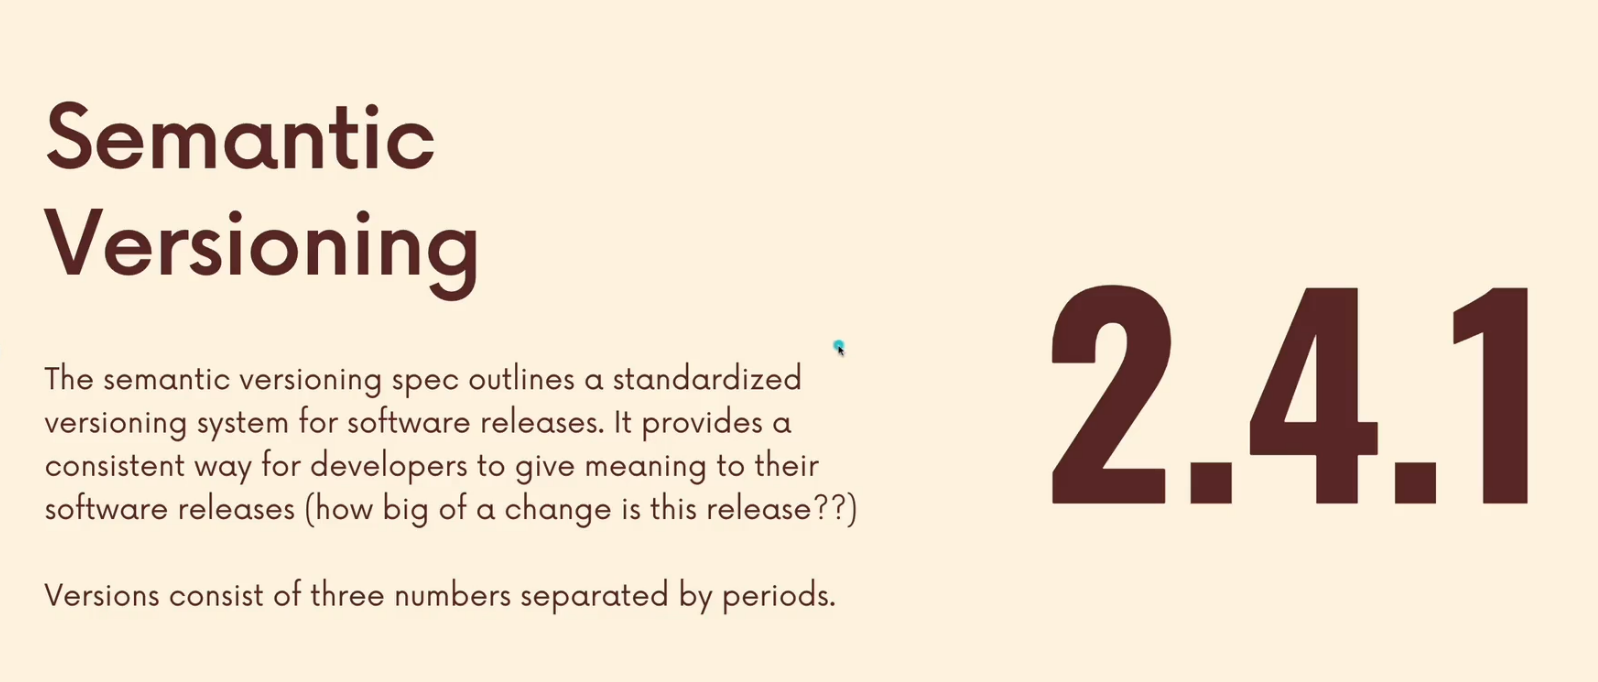 Semantic
Versioning
The semantic versioning spec outlines a standardized
versioning system for software releases. It provides a
consistent way for developers to give meaning to their
software releases (how big of a change is this release??)
Versions consist of three numbers separated by periods.
2.4.1